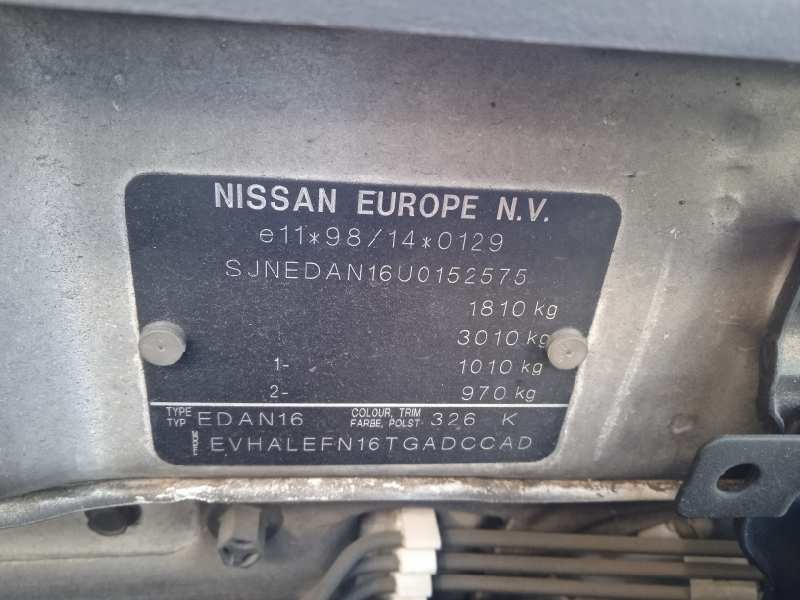 NISSAN EUROPE N.V.
e11*98/14*0129
SJNEDAN16U0152575
1810 kg
3010 kg
1- 1010 kg
2- 970 kg
TYPE TYP EDAN16 COLOUR, TRIM FARBE, POLST 326 K
EVHALEFN16TGADCCAD